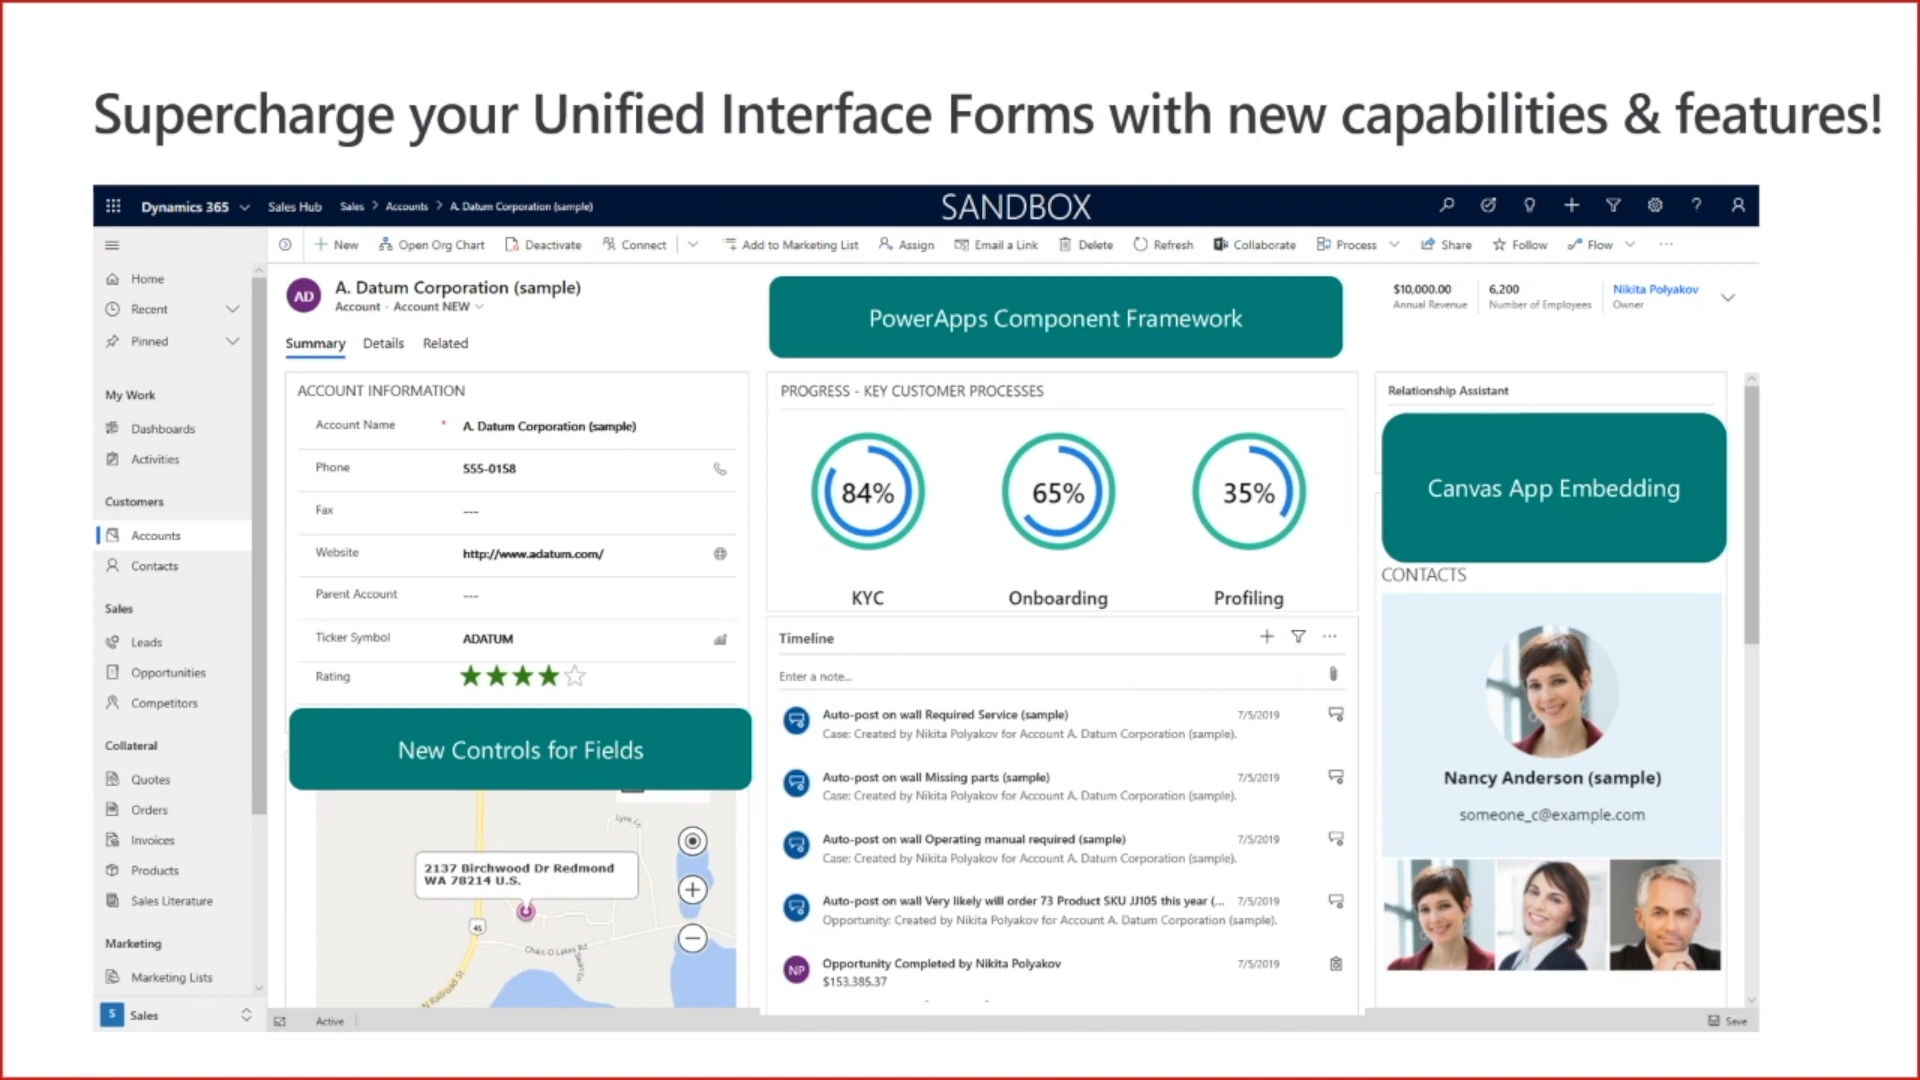 Supercharge your Unified Interface Forms with new capabilities & features!
Dynamics 365 Sales Hub Sales > Accounts > A. Datum Corporation (sample)
SANDBOX
New Open Org Chart Deactivate Connect Add to Marketing List Assign Email a Link Delete Refresh Collaborate Process Share Follow Flow ...
Home
Recent
Pinned
My Work
Dashboards
Activities
Customers
Accounts
Contacts
Sales
Leads
Opportunities
Competitors
Collateral
Quotes
Orders
Invoices
Products
Sales Literature
Marketing
Marketing Lists
S Sales
AD
A. Datum Corporation (sample)
Account · Account NEW
Summary Details Related
PowerApps Component Framework
$10,000.00
Annual Revenue
6,200
Number of Employees
Nikita Polyakov
Owner
ACCOUNT INFORMATION
Account Name * A. Datum Corporation (sample)
Phone 555-0158
Fax ---
Website http://www.adatum.com/
Parent Account ---
Ticker Symbol ADATUM
Rating
New Controls for Fields
Lynx Ln
2137 Birchwood Dr Redmond
WA 78214 U.S.
45
Chain O Lakes Rd
N Railroad St
PROGRESS - KEY CUSTOMER PROCESSES
84% 65% 35%
KYC Onboarding Profiling
Timeline
Enter a note...
Auto-post on wall Required Service (sample) 7/5/2019
Case: Created by Nikita Polyakov for Account A. Datum Corporation (sample).
Auto-post on wall Missing parts (sample) 7/5/2019
Case: Created by Nikita Polyakov for Account A. Datum Corporation (sample).
Auto-post on wall Operating manual required (sample) 7/5/2019
Case: Created by Nikita Polyakov for Account A. Datum Corporation (sample).
Auto-post on wall Very likely will order 73 Product SKU JJ105 this year (... 7/5/2019
Opportunity: Created by Nikita Polyakov for Account A. Datum Corporation (sample).
NP
Opportunity Completed by Nikita Polyakov 7/5/2019
$153,385.37
Relationship Assistant
Canvas App Embedding
CONTACTS
Nancy Anderson (sample)
someone_c@example.com
Active
Save